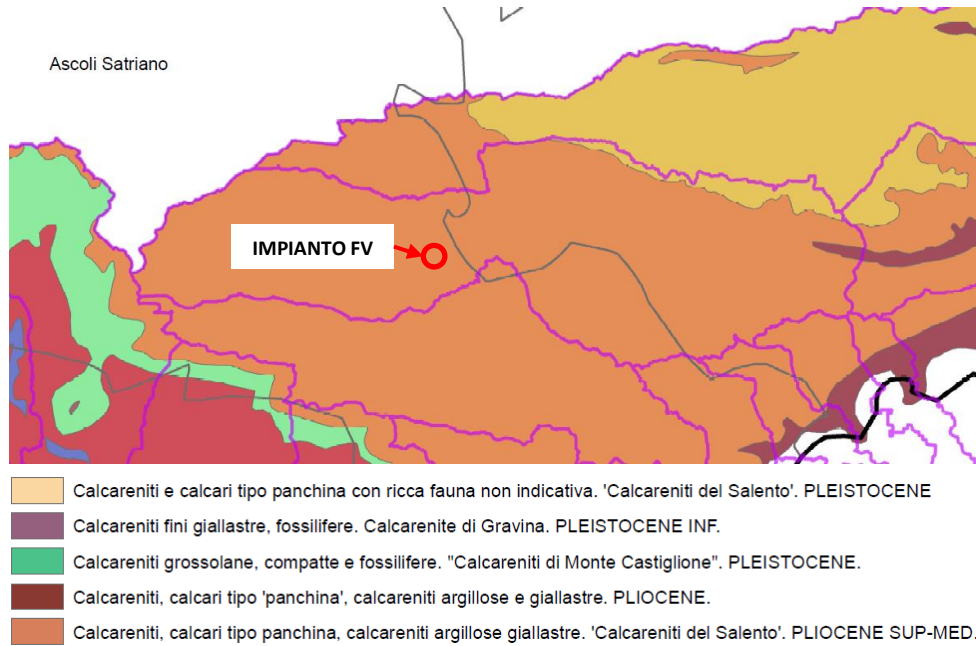 Ascoli Satriano
IMPIANTO FV
Calcareniti e calcari tipo panchina con ricca fauna non indicativa. 'Calcareniti del Salento'. PLEISTOCENE
Calcareniti fini giallastre, fossilifere. Calcarenite di Gravina. PLEISTOCENE INF.
Calcareniti grossolane, compatte e fossilifere. "Calcareniti di Monte Castiglione". PLEISTOCENE.
Calcareniti, calcari tipo 'panchina', calcareniti argillose e giallastre. PLIOCENE.
Calcareniti, calcari tipo panchina, calcareniti argillose giallastre. 'Calcareniti del Salento'. PLIOCENE SUP-MED.